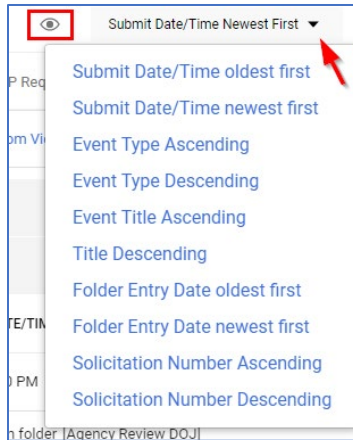 Submit Date/Time Newest First
P Req
Submit Date/Time oldest first
Submit Date/Time newest first
om Vi
Event Type Ascending
Event Type Descending
Event Title Ascending
Title Descending
Folder Entry Date oldest first
TE/TIM
Folder Entry Date newest first
Solicitation Number Ascending
) PM
Solicitation Number Descending
n folder [Agency Review DOJ]